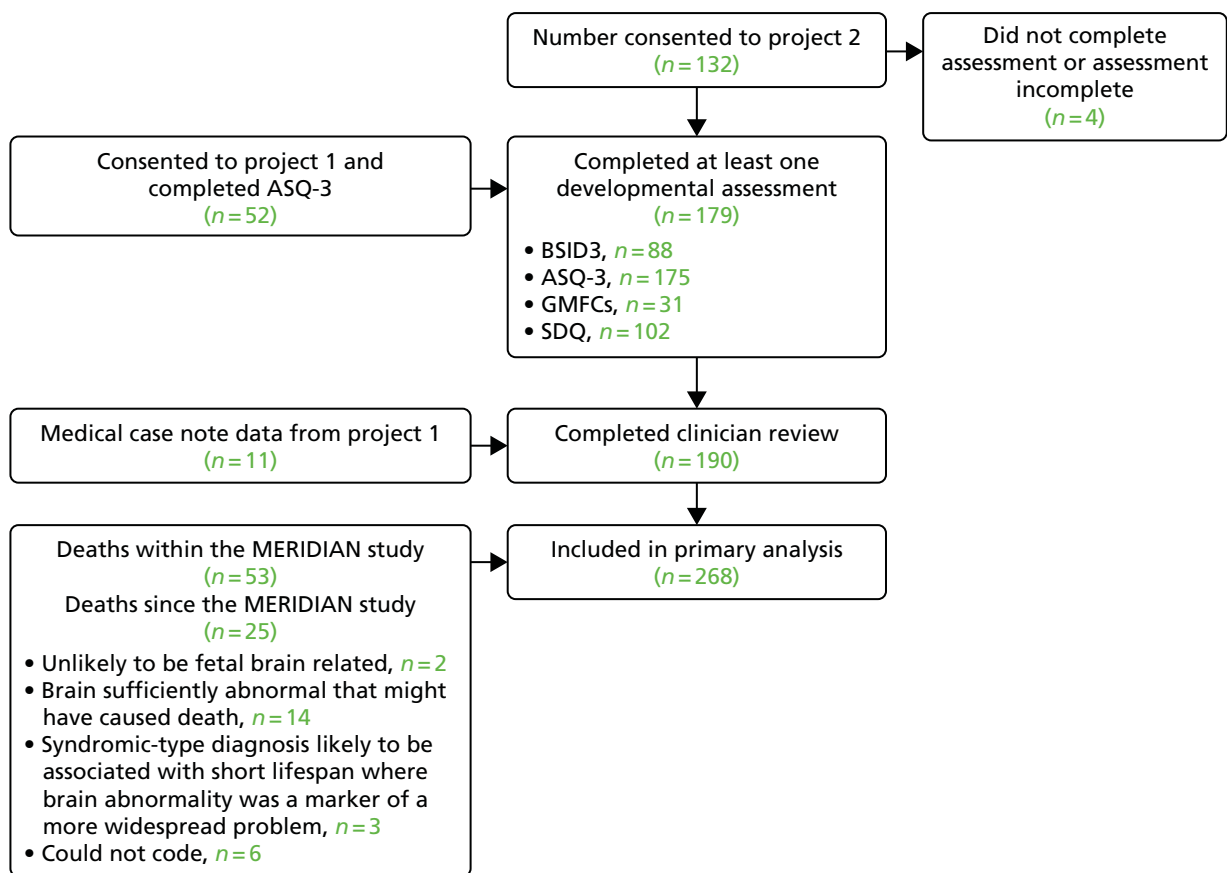 Number consented to project 2
(n = 132)
Did not complete
assessment or assessment
incomplete
(n = 4)
Consented to project 1 and
completed ASQ-3
(n = 52)
Completed at least one
developmental assessment
(n = 179)
• BSID3, n = 88
• ASQ-3, n = 175
• GMFCs, n = 31
• SDQ, n = 102
Medical case note data from project 1
(n = 11)
Completed clinician review
(n = 190)
Deaths within the MERIDIAN study
(n = 53)
Deaths since the MERIDIAN study
(n = 25)
• Unlikely to be fetal brain related, n = 2
• Brain sufficiently abnormal that might
have caused death, n = 14
• Syndromic-type diagnosis likely to be
associated with short lifespan where
brain abnormality was a marker of a
more widespread problem, n = 3
• Could not code, n = 6
Included in primary analysis
(n = 268)